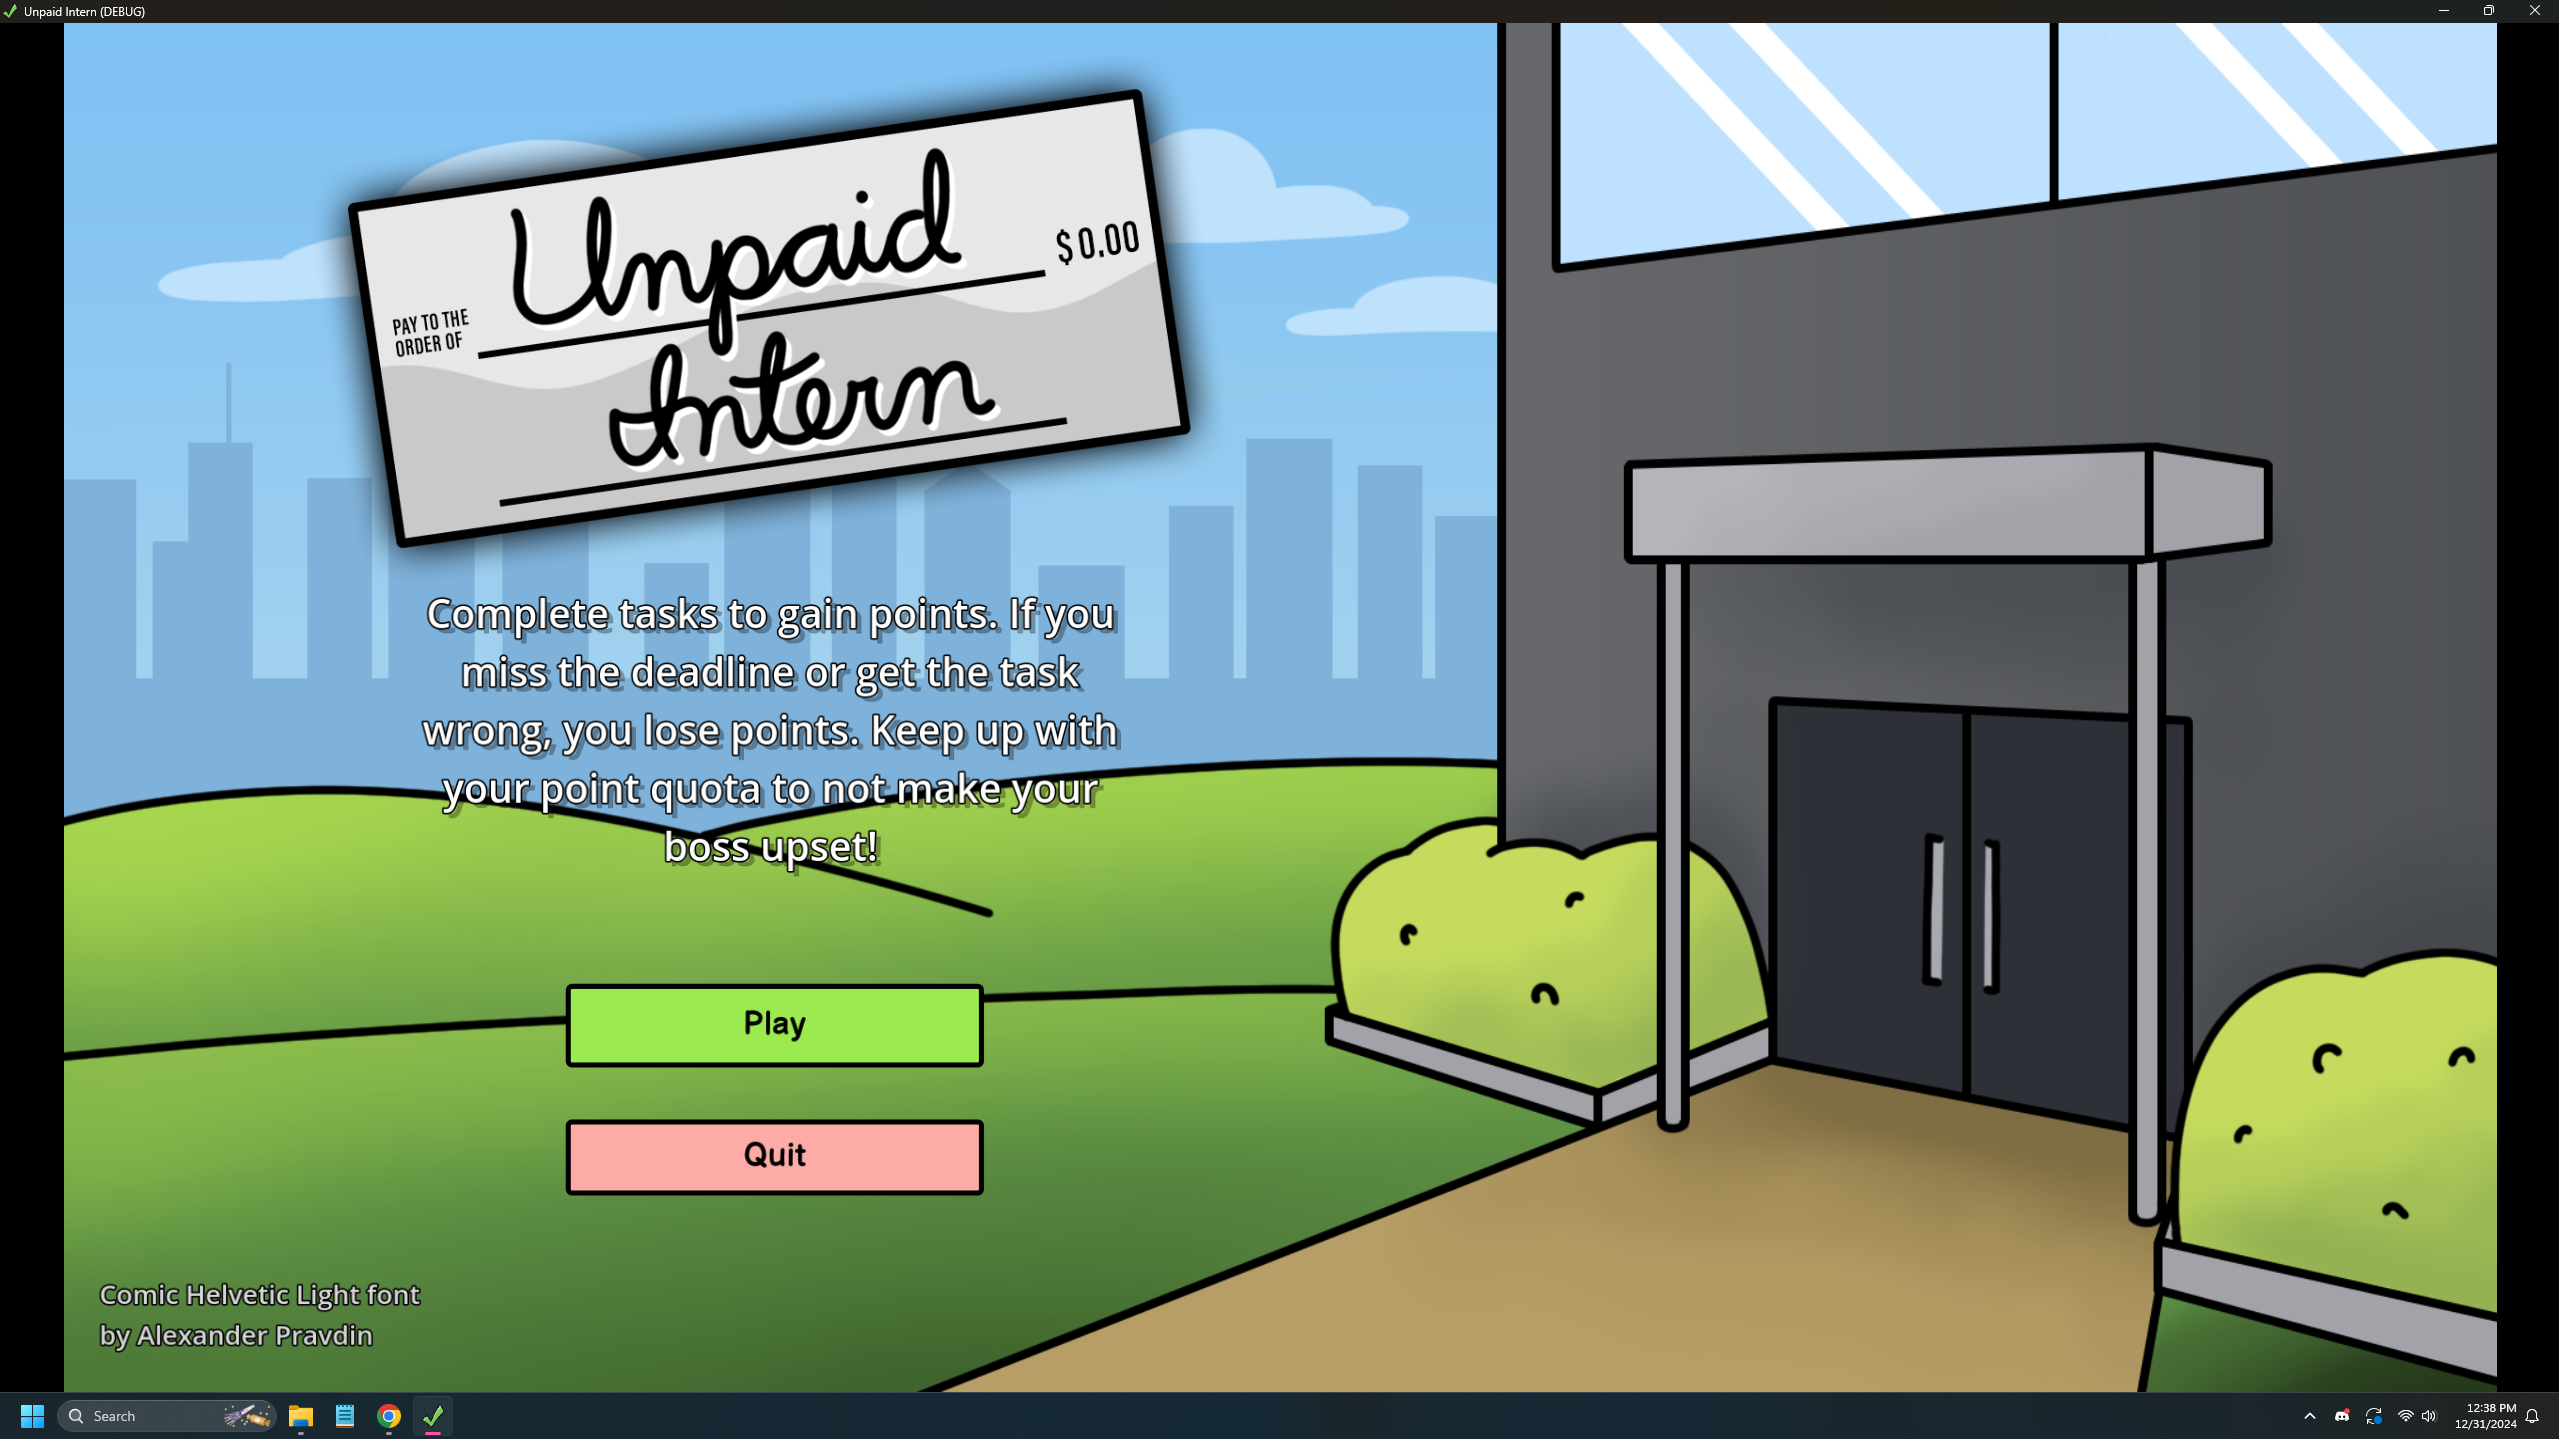 Unpaid Intern (DEBUG)
Unpaid
$0.00
PAY TO THE
ORDER OF
Intern
Complete tasks to gain points. If you
miss the deadline or get the task
wrong, you lose points. Keep up with
your point quota to not make your
boss upset!
Play
Quit
Comic Helvetic Light font
by Alexander Pravdin
Search
12:38 PM
12/31/2024